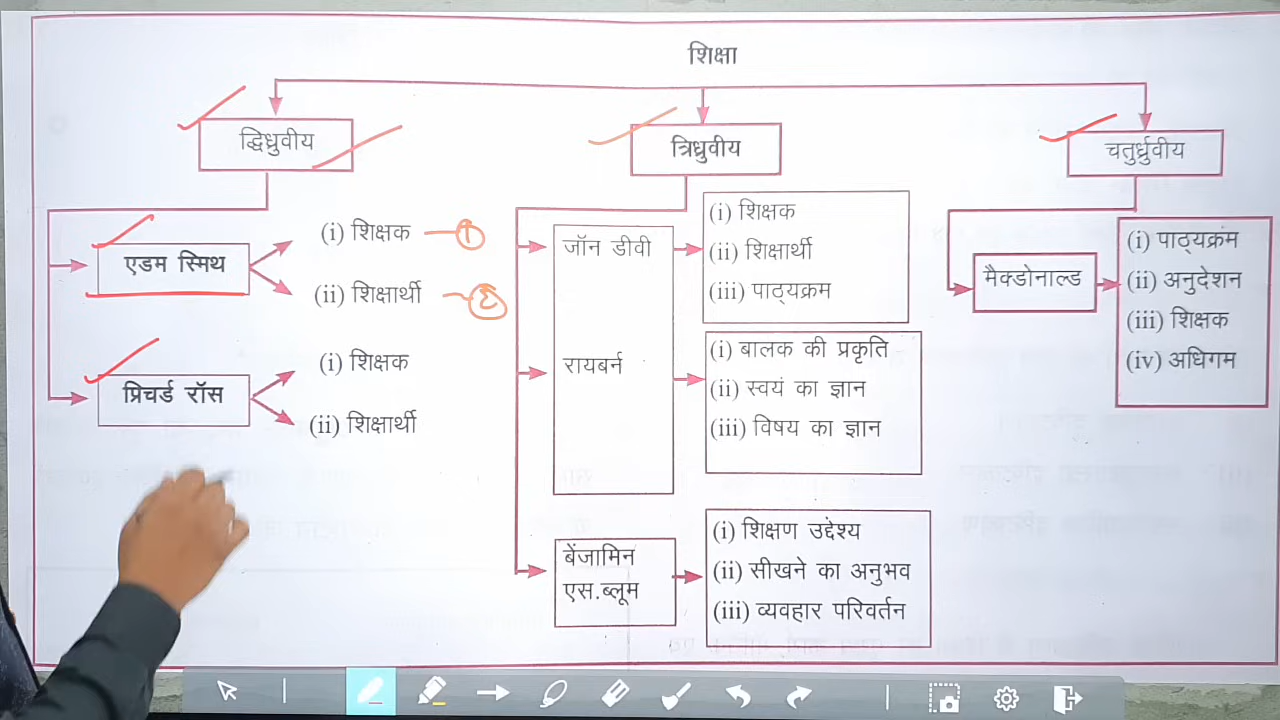 शिक्षा
द्धिध्रुवीय
एडम स्मिथ
(i) शिक्षक
1
(ii) शिक्षार्थी
2
प्रिचर्ड रॉस
(i) शिक्षक
(ii) शिक्षार्थी
त्रिध्रुवीय
जॉन डीवी
(i) शिक्षक
(ii) शिक्षार्थी
(iii) पाठ्यक्रम
रायबर्न
(i) बालक की प्रकृति
(ii) स्वयं का ज्ञान
(iii) विषय का ज्ञान
बेंजामिन
एस.ब्लूम
(i) शिक्षण उद्देश्य
(ii) सीखने का अनुभव
(iii) व्यवहार परिवर्तन
चतुर्ध्रुवीय
मैक्डोनाल्ड
(i) पाठ्यक्रम
(ii) अनुदेशन
(iii) शिक्षक
(iv) अधिगम